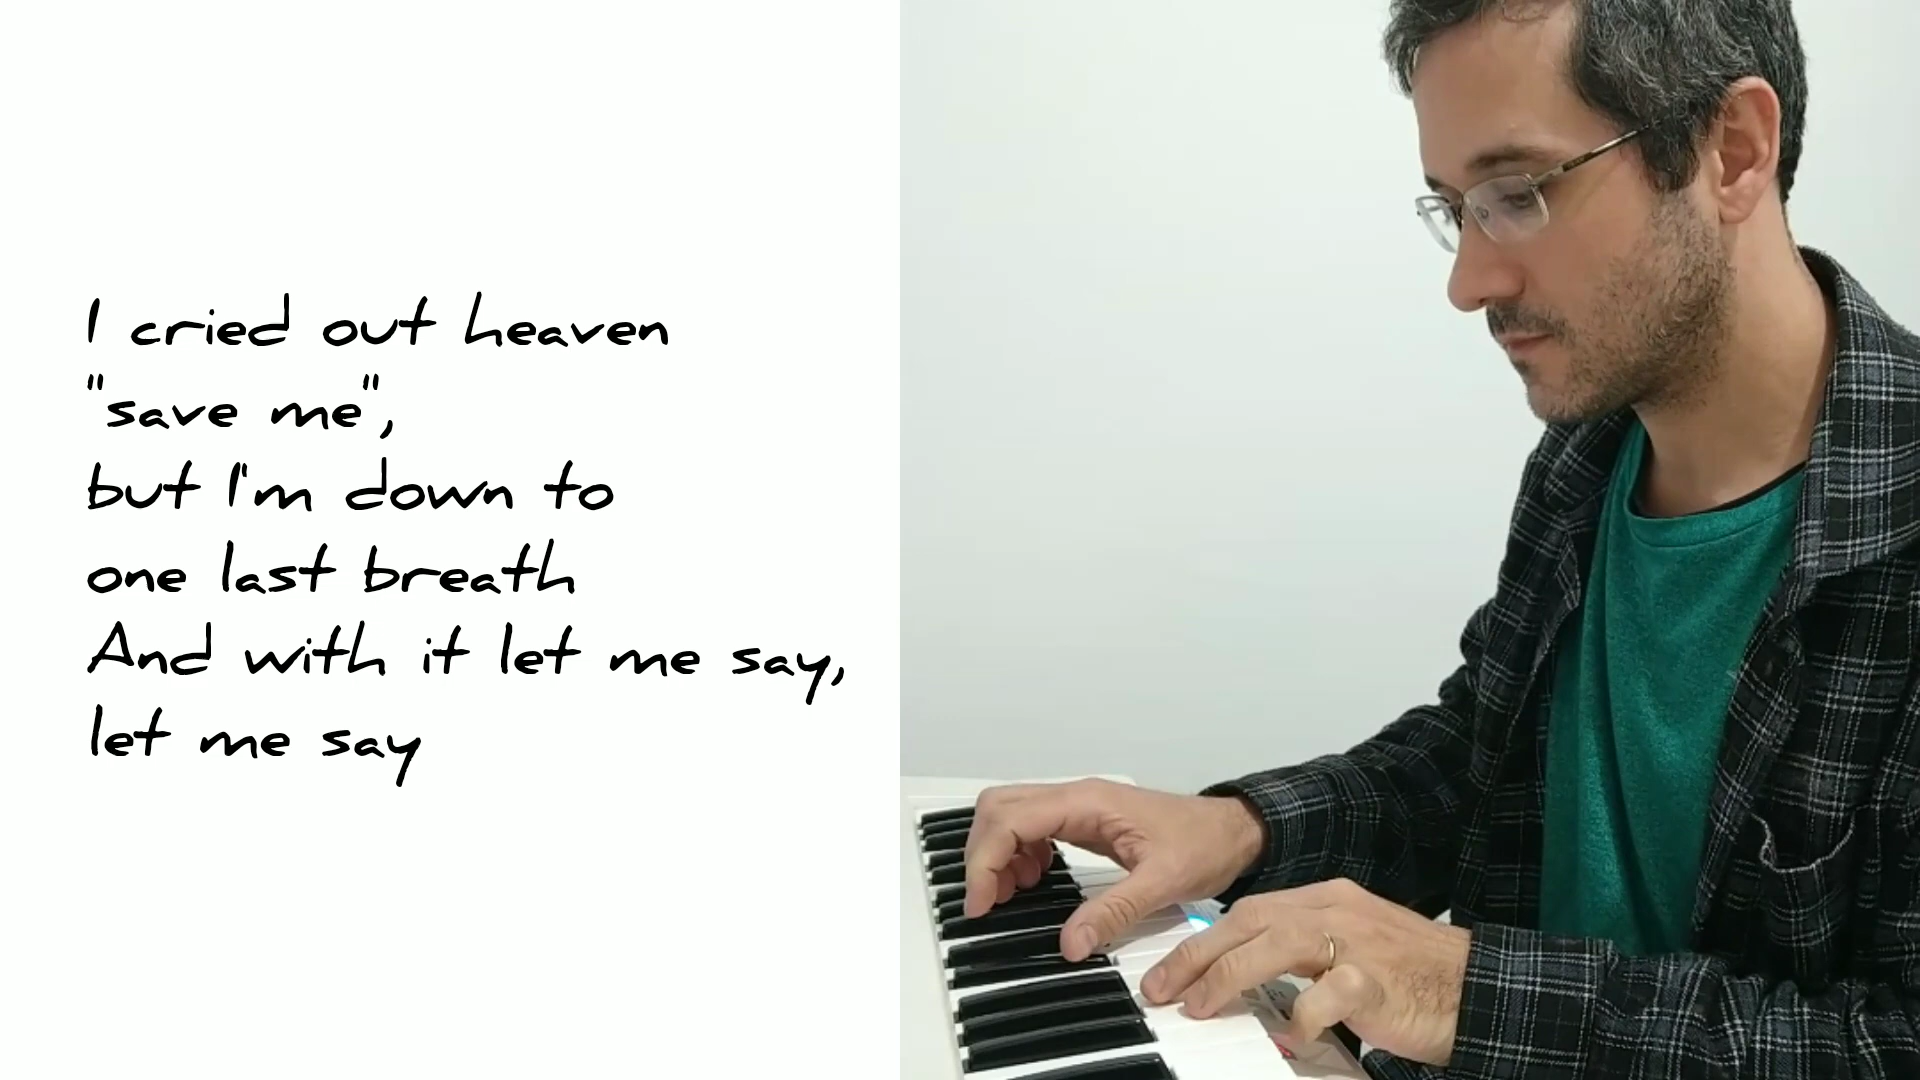 I cried out heaven
"save me",
but I'm down to
one last breath
And with it let me say,
let me say